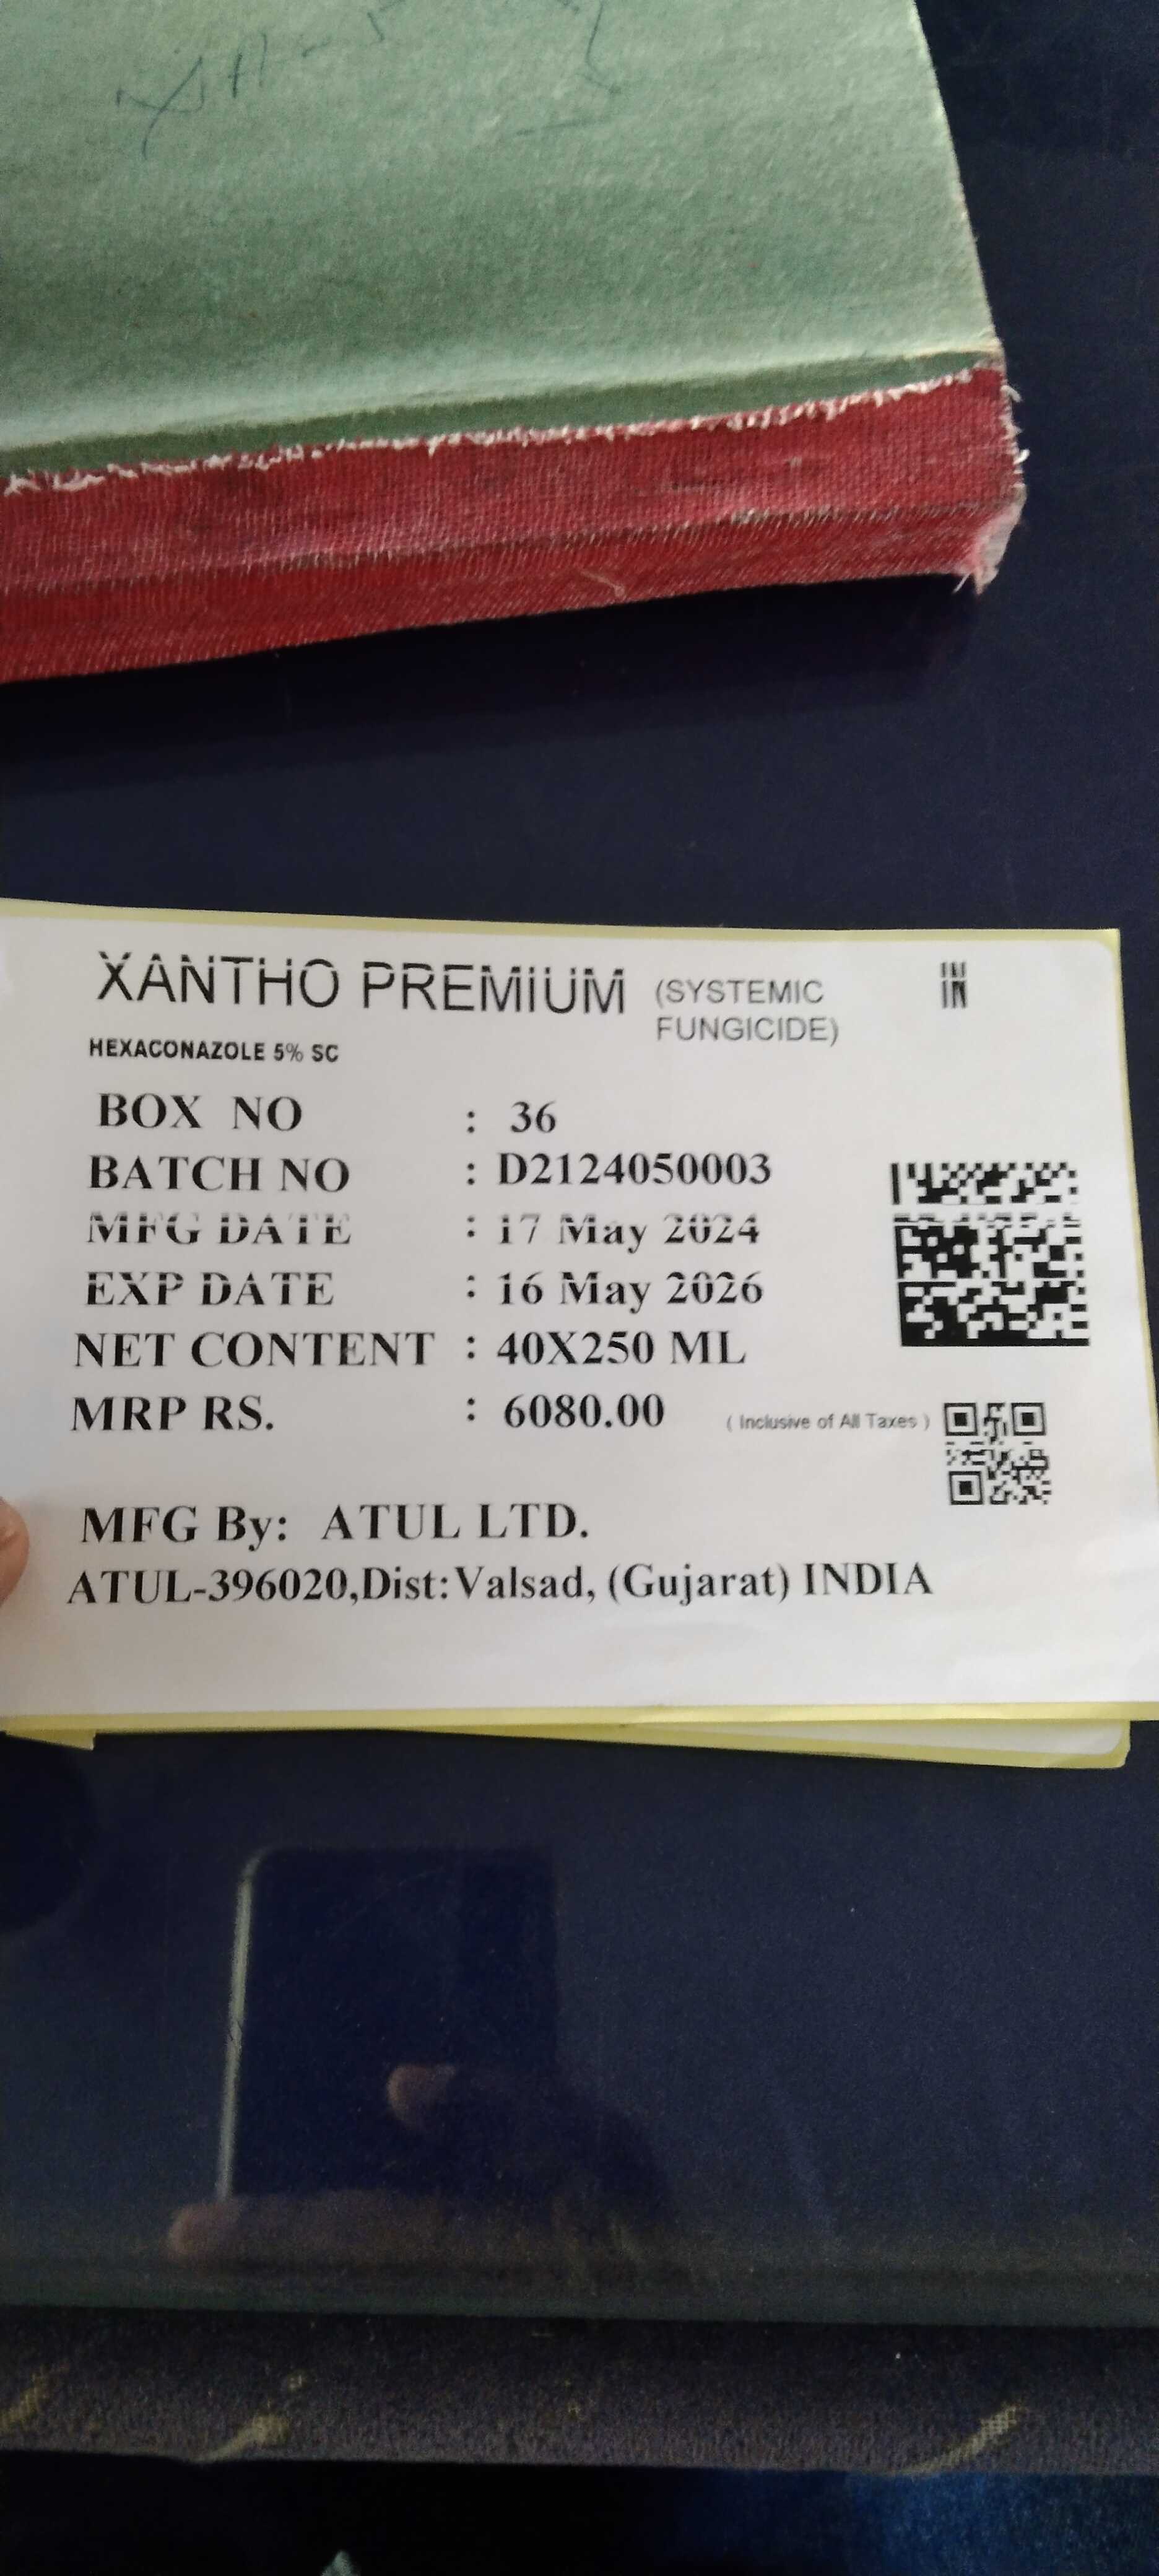 XANTHO PREMIUM (SYSTEMIC FUNGICIDE)
HEXACONAZOLE 5% SC
BOX NO : 36
BATCH NO : D2124050003
MFG DATE : 17 May 2024
EXP DATE : 16 May 2026
NET CONTENT : 40X250 ML
MRP RS. : 6080.00 ( Inclusive of All Taxes )
MFG By: ATUL LTD.
ATUL-396020,Dist:Valsad, (Gujarat) INDIA